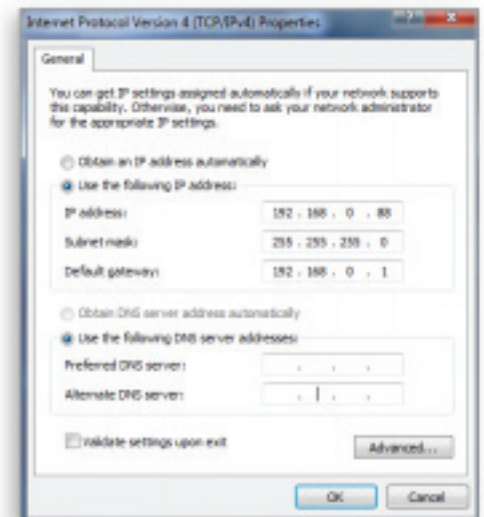 Internet Protocol Version 4 (TCP/IPv4) Properties
General
You can get IP settings assigned automatically if your network supports
this capability. Otherwise, you need to ask your network administrator
for the appropriate IP settings.
Obtain an IP address automatically
Use the following IP address:
IP address: 192 . 168 . 0 . 88
Subnet mask: 255 . 255 . 255 . 0
Default gateway: 192 . 168 . 0 . 1
Obtain DNS server address automatically
Use the following DNS server addresses:
Preferred DNS server: . . .
Alternate DNS server: . . .
Validate settings upon exit
Advanced...
OK Cancel